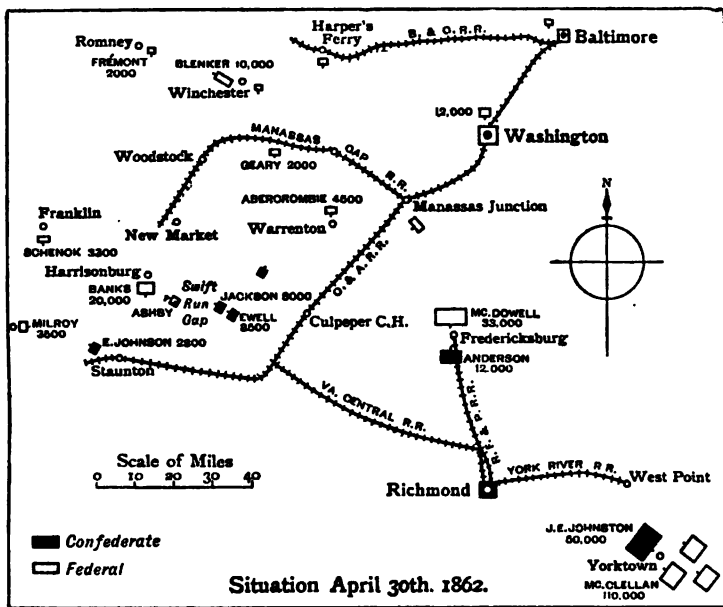 Harper's
Ferry
B. & O.R.R.
Baltimore
Romney
FRÉMONT
2000
BLENKER 10,000
Winchester
12,000
Washington
MANASSAS GAP R.R.
Woodstock
GEARY 2000
N
ABERCROMBIE 4500
Manassas Junction
Warrenton
Franklin
New Market
SCHENCK 3300
Harrisonburg
BANKS
20,000
ASHBY
Swift
Run
Gap
JACKSON 8000
EWELL
8500
O. & A.R.R.
Culpeper C.H.
MC. DOWELL
33,000
Fredericksburg
ANDERSON
12,000
MILROY
3500
E. JOHNSON 2800
Staunton
VA. CENTRAL R.R.
R.F. & P.R.R.
Scale of Miles
0 10 20 30 40
Richmond
YORK RIVER R.R.
West Point
Confederate
Federal
J.E. JOHNSTON
Yorktown
MC. CLELLAN
110,000
Situation April 30th. 1862.